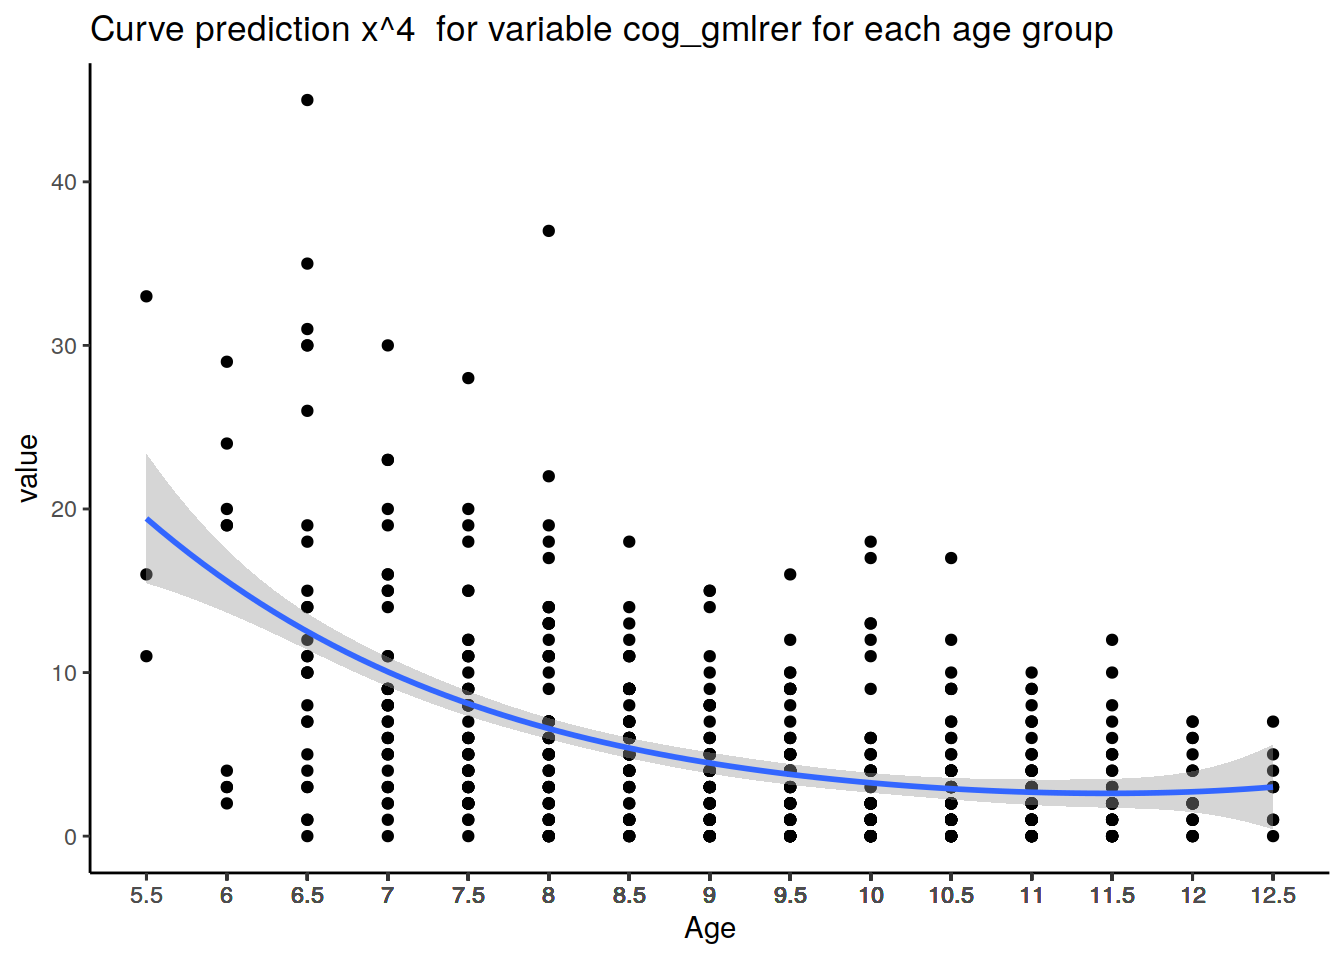 Curve prediction x^4  for variable cog_gmlrer for each age group
40
30
20
10
0
value
5.5 6 6.5 7 7.5 8 8.5 9 9.5 10 10.5 11 11.5 12 12.5
Age